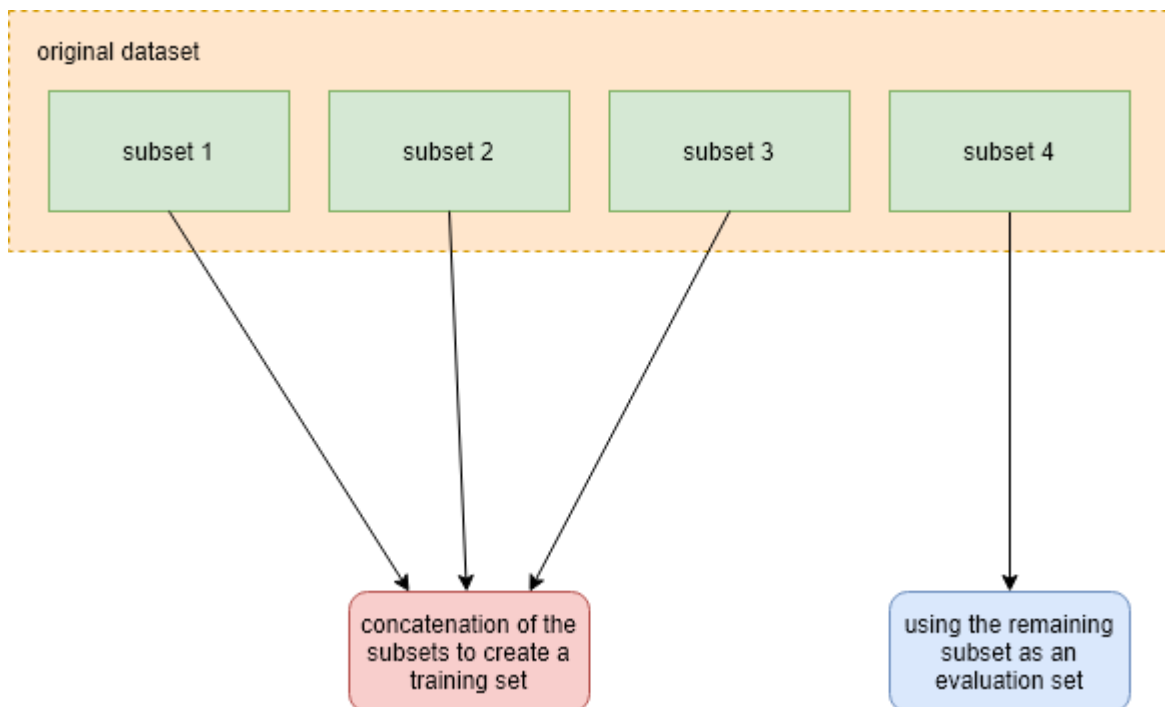 original dataset
subset 1
subset 2
subset 3
subset 4
concatenation of the
subsets to create a
training set
using the remaining
subset as an
evaluation set